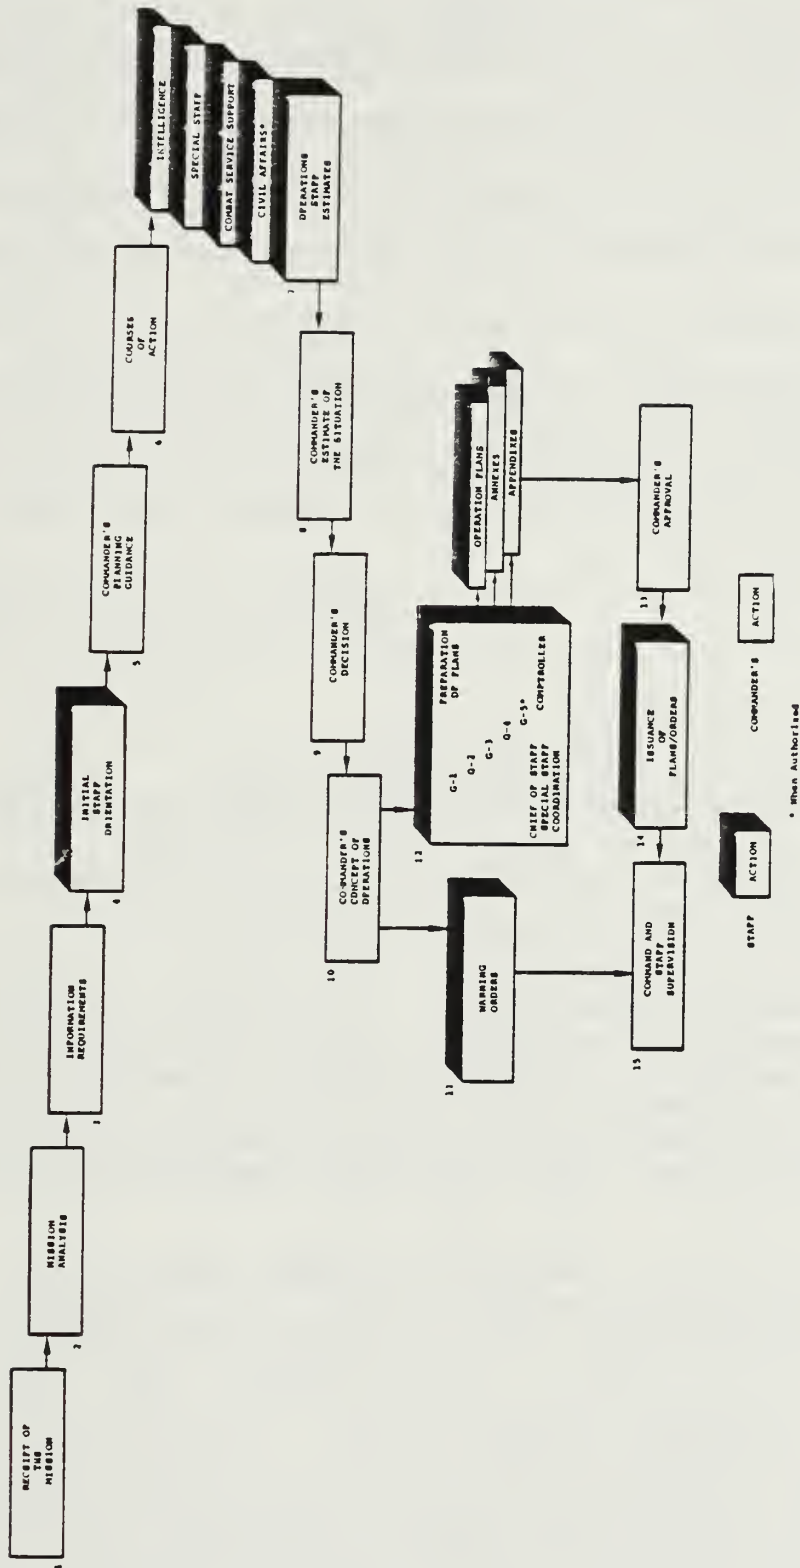 1
RECEIPT OF
THE
MISSION
2
MISSION
ANALYSIS
3
INFORMATION
REQUIREMENTS
4
INITIAL
STAFF
ORIENTATION
5
COMMANDER'S
PLANNING
GUIDANCE
6
COURSES
OF
ACTION
INTELLIGENCE
SPECIAL STAFF
COMBAT SERVICE SUPPORT
CIVIL AFFAIRS*
OPERATIONS
STAFF
ESTIMATES
7
8
COMMANDER'S
ESTIMATE OF
THE SITUATION
9
COMMANDER'S
DECISION
10
COMMANDER'S
CONCEPT OF
OPERATIONS
11
WARNING
ORDERS
12
PREPARATION
OF PLANS
G-1
G-2
G-3
G-4
G-5*
COMPTROLLER
CHIEF OF STAFF
SPECIAL STAFF
COORDINATION
OPERATION PLANS
ANNEXES
APPENDIXES
13
COMMANDER'S
APPROVAL
14
ISSUANCE
OF
PLANS/ORDERS
15
COMMAND AND
STAFF
SUPERVISION
STAFF
ACTION
COMMANDER'S
ACTION
* When Authorized